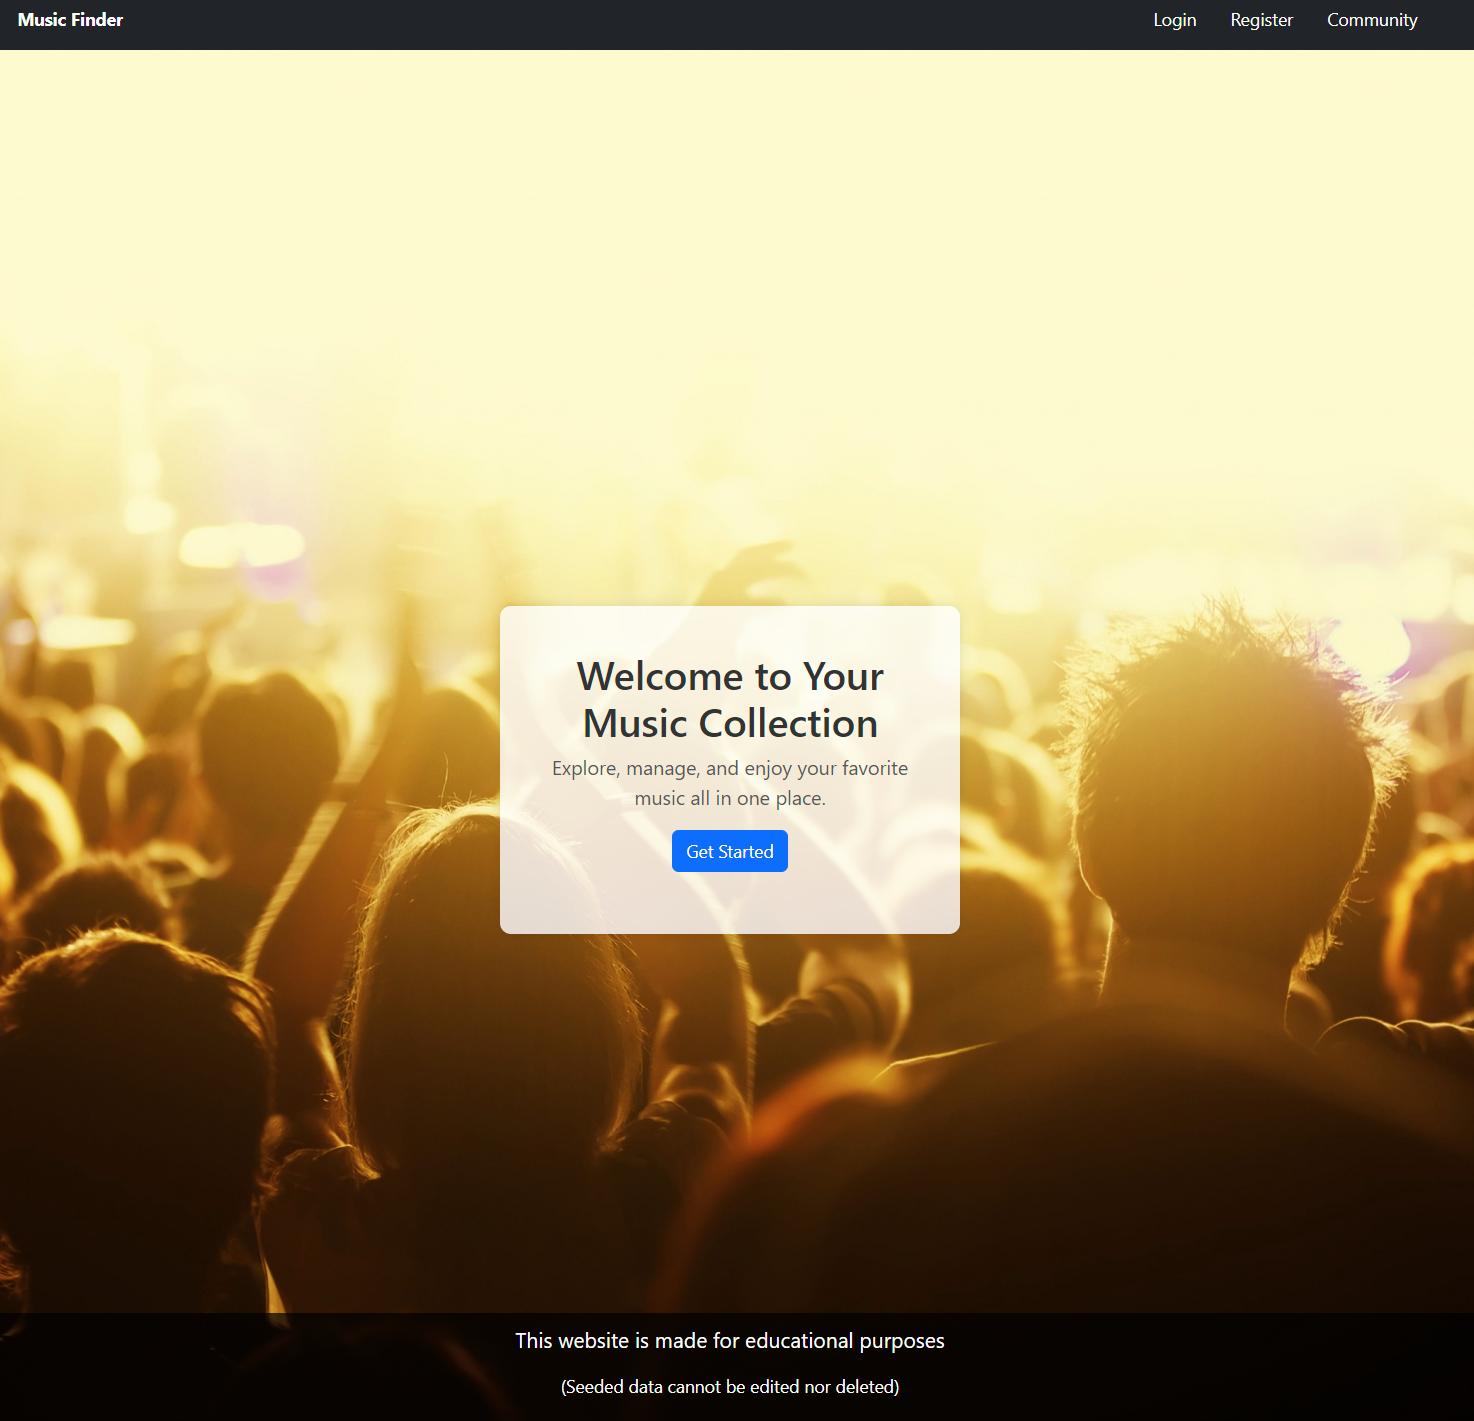 Music Finder
Login Register Community
Welcome to Your
Music Collection
Explore, manage, and enjoy your favorite
music all in one place.
Get Started
This website is made for educational purposes
(Seeded data cannot be edited nor deleted)